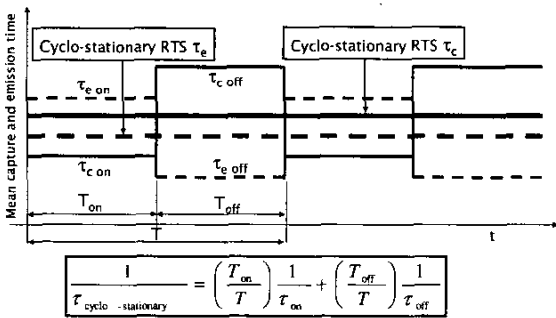 Mean capture and emission time
Cyclo-stationary RTS τe
Cyclo-stationary RTS τc
τe on
τc off
τc on
τe off
Ton
Toff
T
t
1 / τcyclo -stationary = (Ton / T) 1 / τon + (Toff / T) 1 / τoff